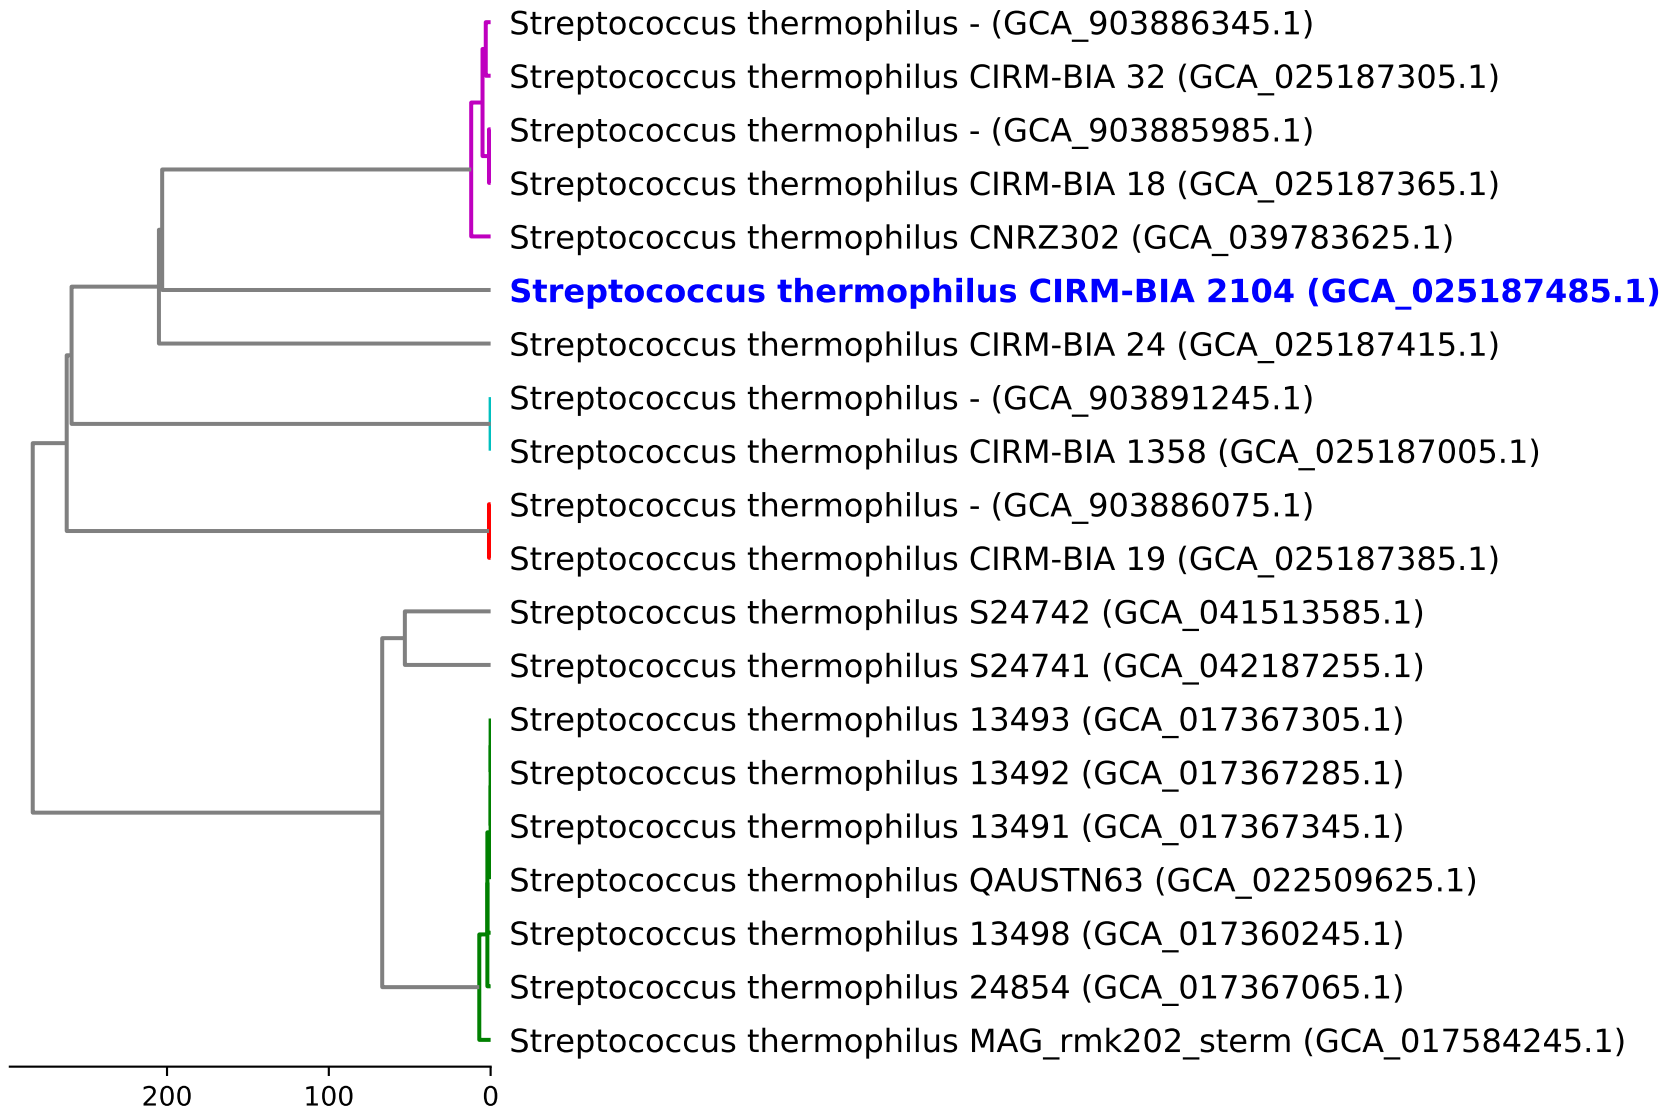 Streptococcus thermophilus - (GCA_903886345.1)
Streptococcus thermophilus CIRM-BIA 32 (GCA_025187305.1)
Streptococcus thermophilus - (GCA_903885985.1)
Streptococcus thermophilus CIRM-BIA 18 (GCA_025187365.1)
Streptococcus thermophilus CNRZ302 (GCA_039783625.1)
Streptococcus thermophilus CIRM-BIA 2104 (GCA_025187485.1)
Streptococcus thermophilus CIRM-BIA 24 (GCA_025187415.1)
Streptococcus thermophilus - (GCA_903891245.1)
Streptococcus thermophilus CIRM-BIA 1358 (GCA_025187005.1)
Streptococcus thermophilus - (GCA_903886075.1)
Streptococcus thermophilus CIRM-BIA 19 (GCA_025187385.1)
Streptococcus thermophilus S24742 (GCA_041513585.1)
Streptococcus thermophilus S24741 (GCA_042187255.1)
Streptococcus thermophilus 13493 (GCA_017367305.1)
Streptococcus thermophilus 13492 (GCA_017367285.1)
Streptococcus thermophilus 13491 (GCA_017367345.1)
Streptococcus thermophilus QAUSTN63 (GCA_022509625.1)
Streptococcus thermophilus 13498 (GCA_017360245.1)
Streptococcus thermophilus 24854 (GCA_017367065.1)
Streptococcus thermophilus MAG_rmk202_sterm (GCA_017584245.1)
200 100 0